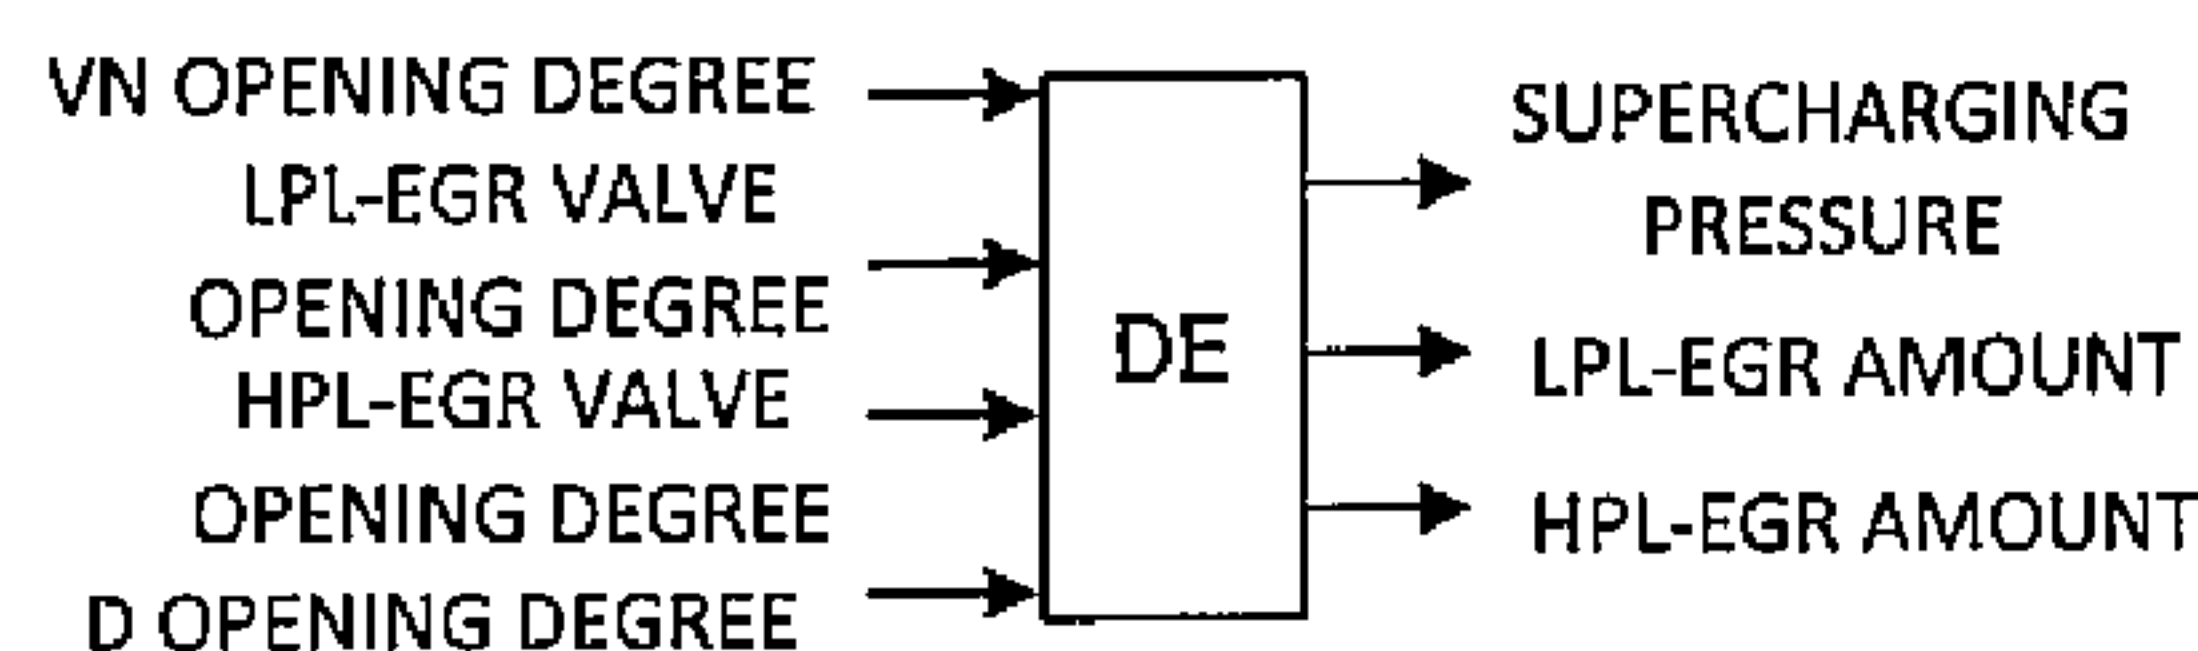 VN OPENING DEGREE
LPL-EGR VALVE
OPENING DEGREE
HPL-EGR VALVE
OPENING DEGREE
D OPENING DEGREE
DE
SUPERCHARGING
PRESSURE
LPL-EGR AMOUNT
HPL-EGR AMOUNT